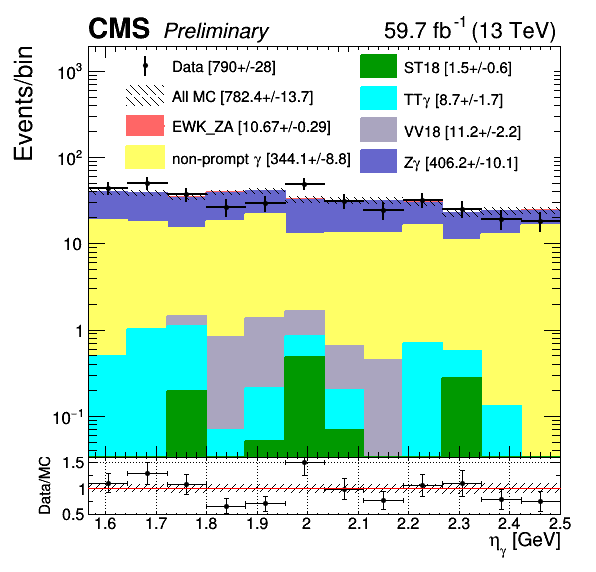 CMS Preliminary 59.7 fb⁻¹ (13 TeV)
Events/bin
10³
10²
10
1
10⁻¹
Data [790+/-28]
All MC [782.4+/-13.7]
EWK_ZA [10.67+/-0.29]
non-prompt γ [344.1+/-8.8]
ST18 [1.5+/-0.6]
TTγ [8.7+/-1.7]
VV18 [11.2+/-2.2]
Zγ [406.2+/-10.1]
Data/MC
1.5
1
0.5
1.6 1.7 1.8 1.9 2 2.1 2.2 2.3 2.4 2.5
ηγ [GeV]